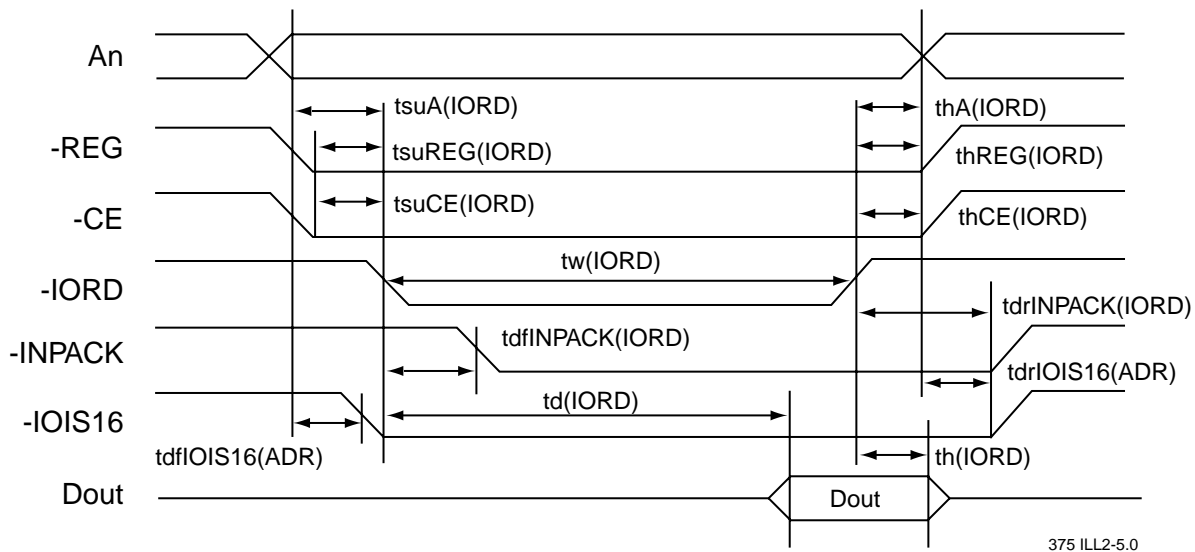 An
tsuA(IORD)
thA(IORD)
-REG
tsuREG(IORD)
thREG(IORD)
-CE
tsuCE(IORD)
thCE(IORD)
tw(IORD)
-IORD
tdrINPACK(IORD)
-INPACK
tdfINPACK(IORD)
tdrIOIS16(ADR)
-IOIS16
td(IORD)
tdfIOIS16(ADR)
th(IORD)
Dout
Dout
375 ILL2-5.0